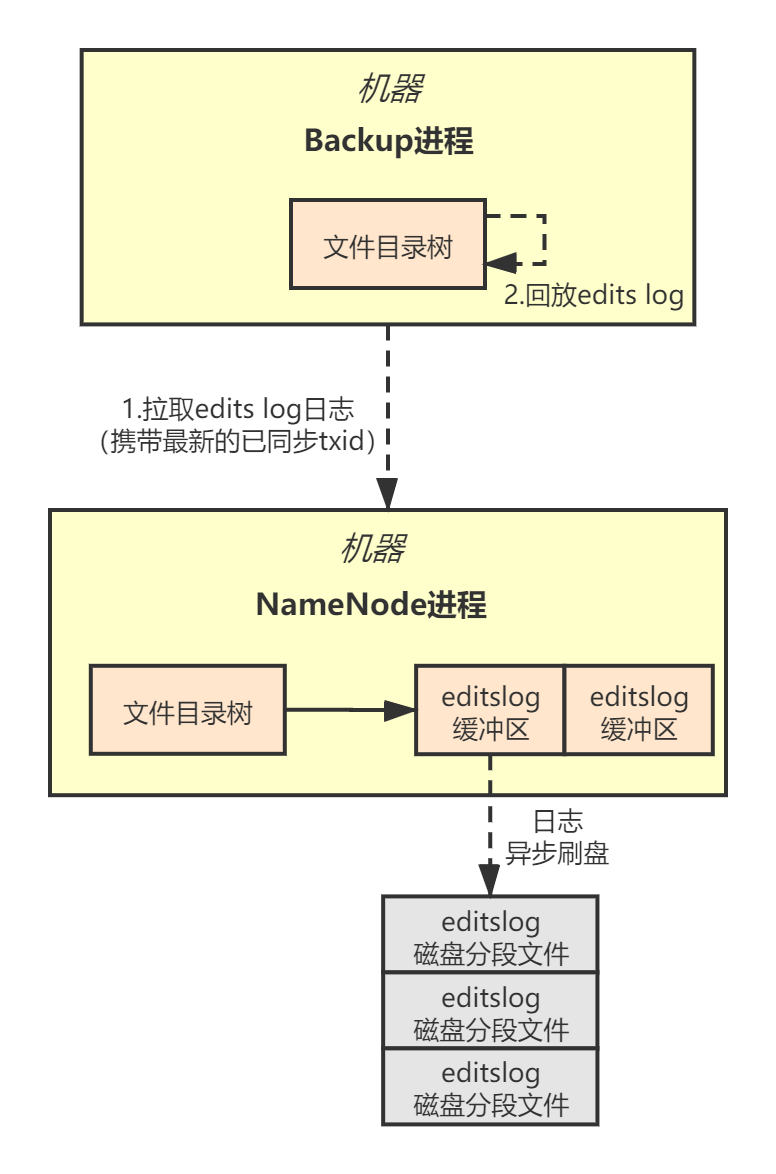 机器
Backup进程
文件目录树
2.回放edits log
1.拉取edits log日志
（携带最新的已同步txid）
机器
NameNode进程
文件目录树
editslog
缓冲区
editslog
缓冲区
日志
异步刷盘
editslog
磁盘分段文件
editslog
磁盘分段文件
editslog
磁盘分段文件